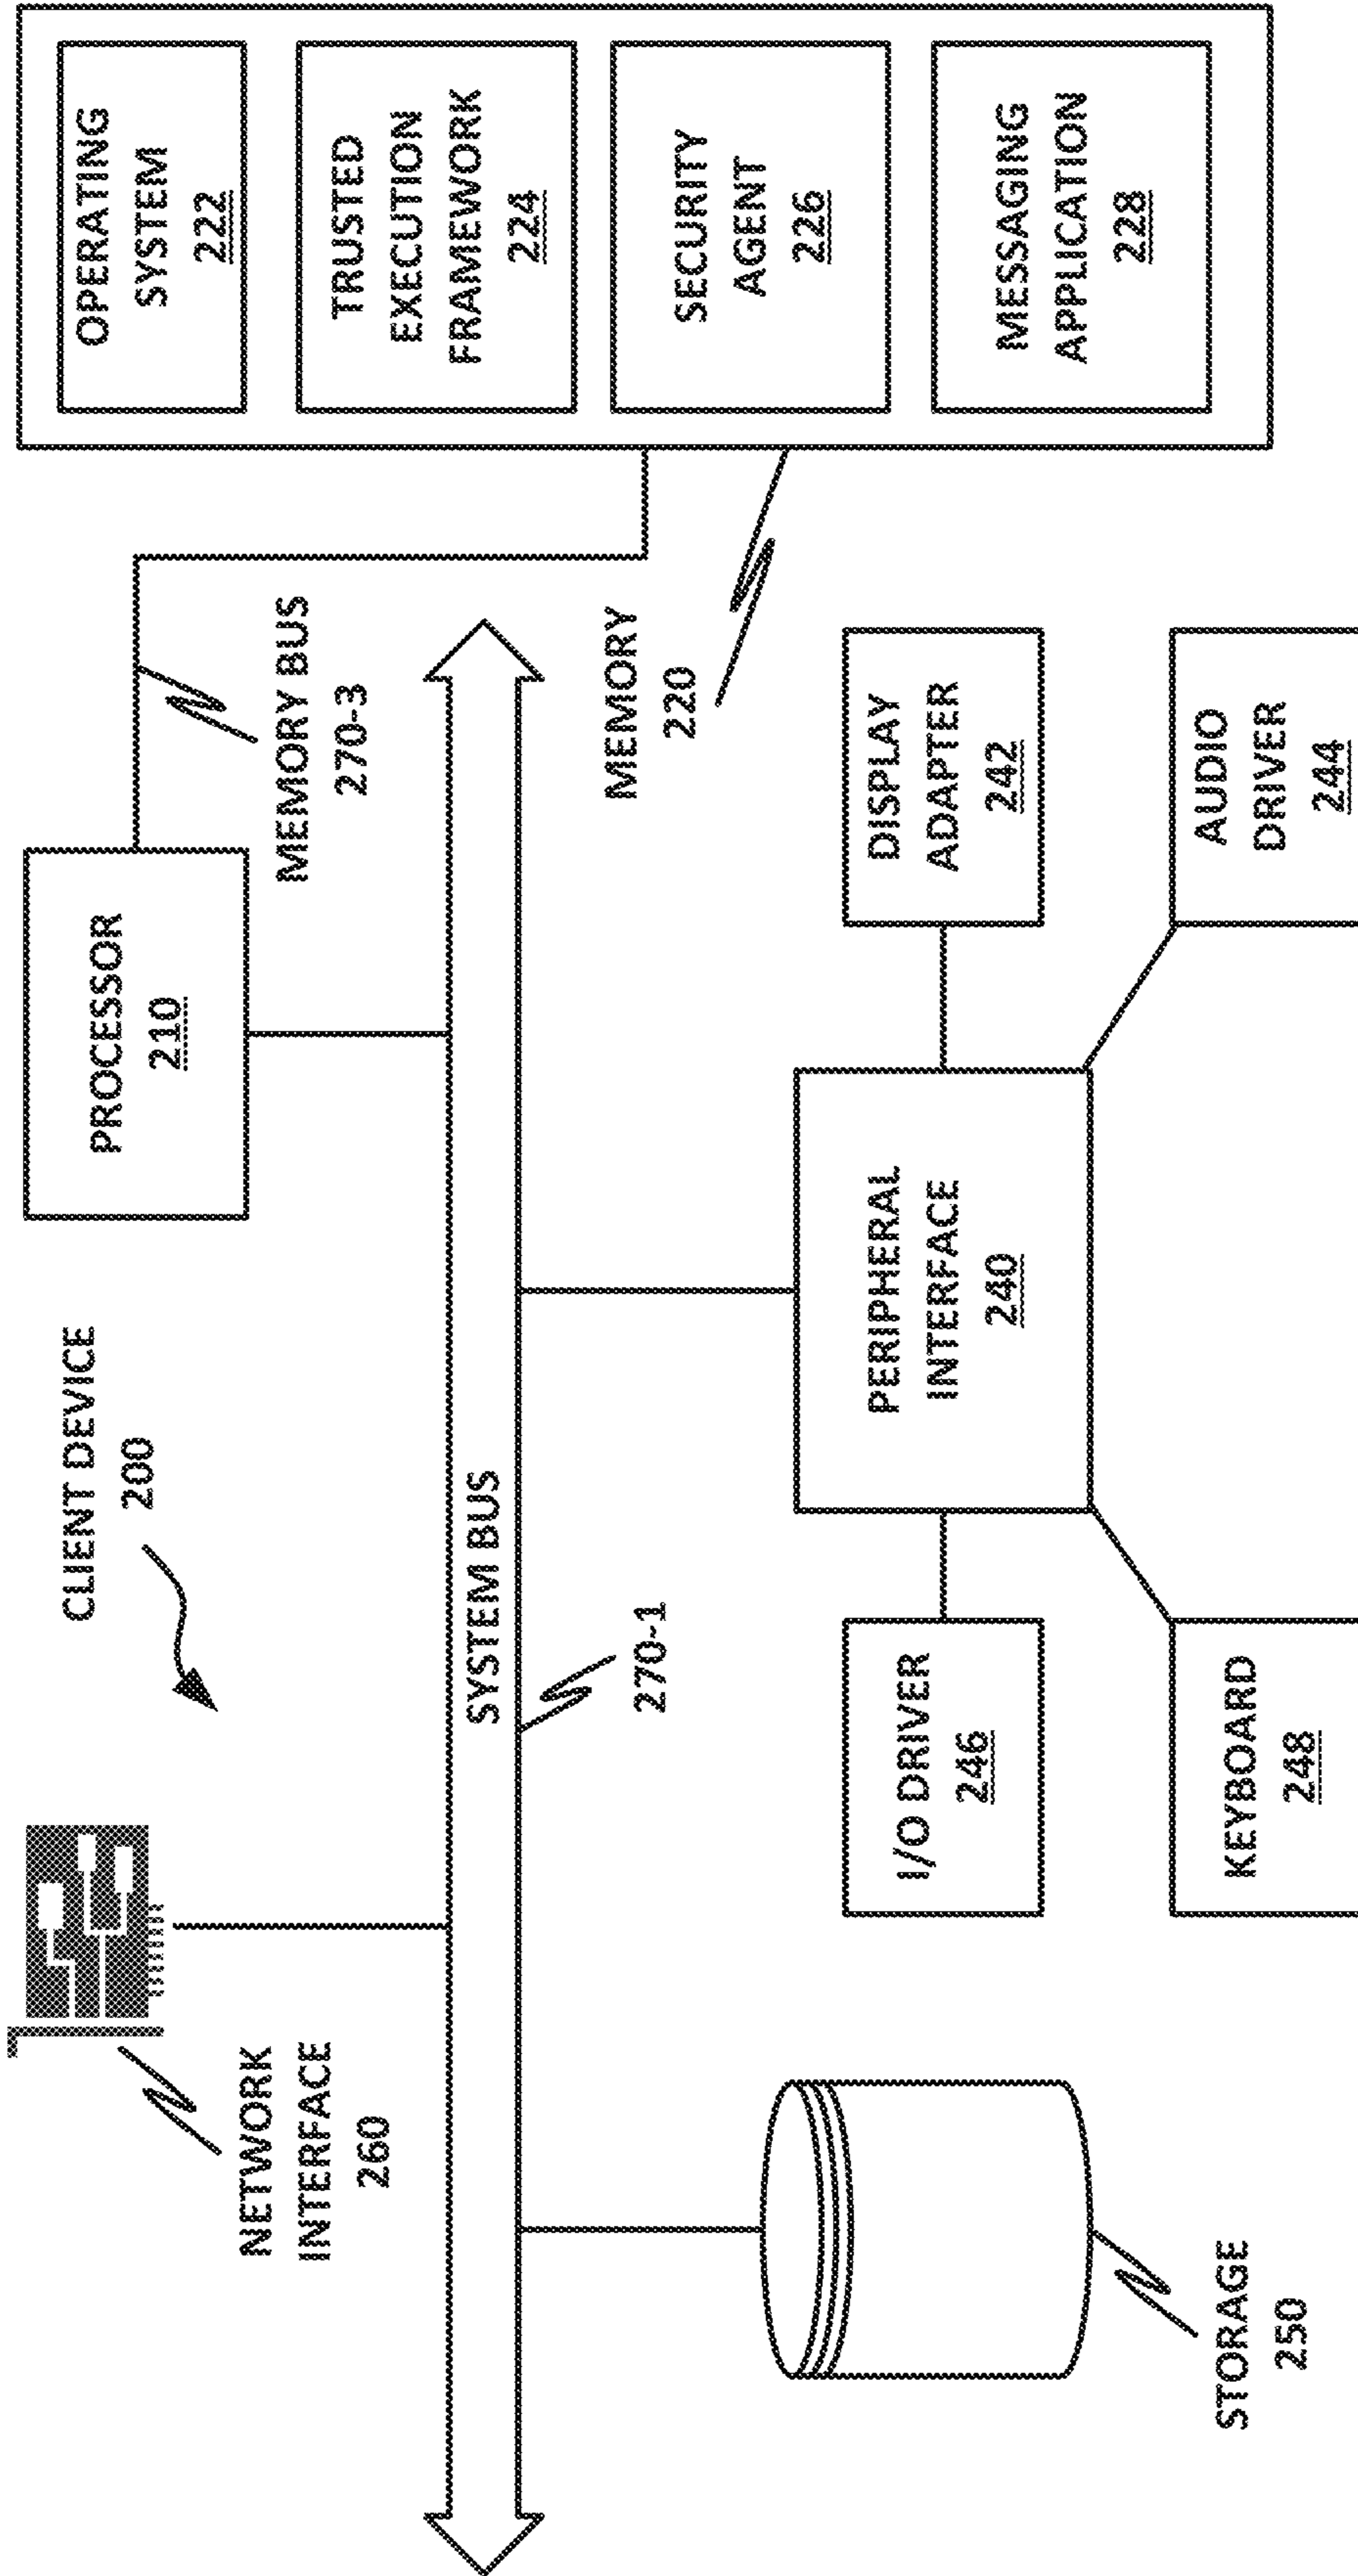 CLIENT DEVICE
200
NETWORK
INTERFACE
260
PROCESSOR
210
MEMORY BUS
270-3
OPERATING
SYSTEM
222
TRUSTED
EXECUTION
FRAMEWORK
224
SECURITY
AGENT
226
MESSAGING
APPLICATION
228
SYSTEM BUS
270-1
MEMORY
220
STORAGE
250
I/O DRIVER
246
PERIPHERAL
INTERFACE
240
DISPLAY
ADAPTER
242
KEYBOARD
248
AUDIO
DRIVER
244